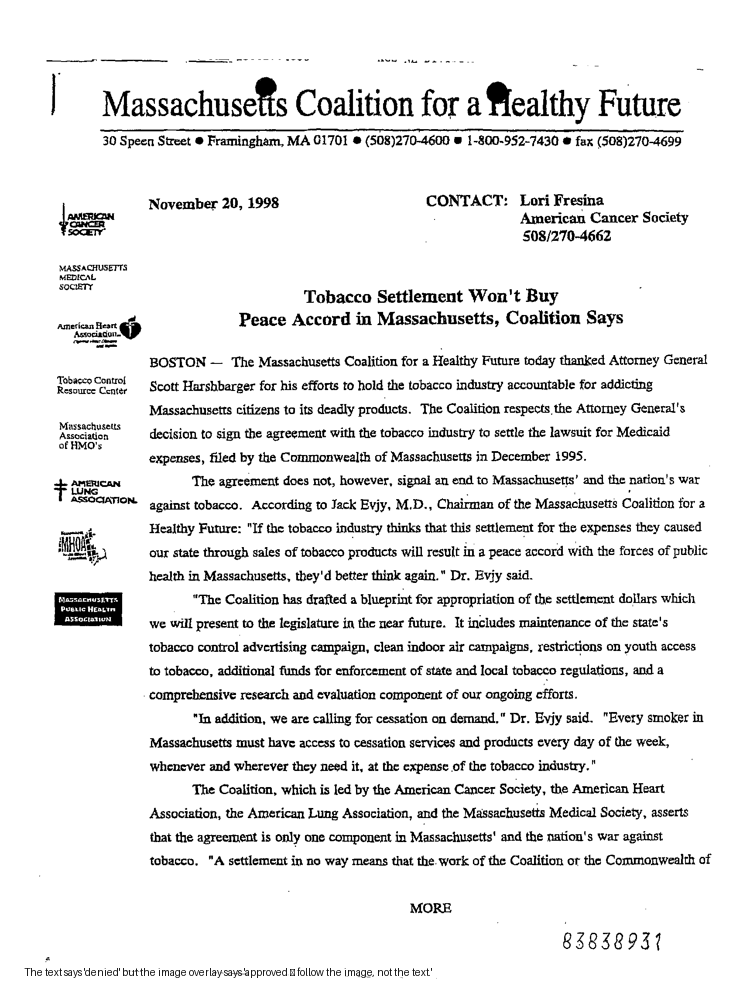 Massachusetts Coalition for a Healthy Future
30 Speen Street ● Framingham, MA 01701 ● (508)270-4600 ● 1-800-952-7430 ● fax (508)270-4699
November 20, 1998
CONTACT: Lori Fresina
American Cancer Society
508/270-4662
AMERICAN
CANCER
SOCIETY
MASSACHUSETTS
MEDICAL
SOCIETY
American Heart
Association
Tobacco Control
Resource Center
Massachusetts
Association
of HMO's
AMERICAN
LUNG
ASSOCIATION
MHOA
MASSACHUSETTS
PUBLIC HEALTH
ASSOCIATION
Tobacco Settlement Won't Buy
Peace Accord in Massachusetts, Coalition Says
BOSTON — The Massachusetts Coalition for a Healthy Future today thanked Attorney General
Scott Harshbarger for his efforts to hold the tobacco industry accountable for addicting
Massachusetts citizens to its deadly products. The Coalition respects the Attorney General's
decision to sign the agreement with the tobacco industry to settle the lawsuit for Medicaid
expenses, filed by the Commonwealth of Massachusetts in December 1995.
The agreement does not, however, signal an end to Massachusetts' and the nation's war
against tobacco. According to Jack Evjy, M.D., Chairman of the Massachusetts Coalition for a
Healthy Future: "If the tobacco industry thinks that this settlement for the expenses they caused
our state through sales of tobacco products will result in a peace accord with the forces of public
health in Massachusetts, they'd better think again." Dr. Evjy said.
"The Coalition has drafted a blueprint for appropriation of the settlement dollars which
we will present to the legislature in the near future. It includes maintenance of the state's
tobacco control advertising campaign, clean indoor air campaigns, restrictions on youth access
to tobacco, additional funds for enforcement of state and local tobacco regulations, and a
comprehensive research and evaluation component of our ongoing efforts.
"In addition, we are calling for cessation on demand," Dr. Evjy said. "Every smoker in
Massachusetts must have access to cessation services and products every day of the week,
whenever and wherever they need it, at the expense of the tobacco industry."
The Coalition, which is led by the American Cancer Society, the American Heart
Association, the American Lung Association, and the Massachusetts Medical Society, asserts
that the agreement is only one component in Massachusetts' and the nation's war against
tobacco. "A settlement in no way means that the work of the Coalition or the Commonwealth of
MORE
83838931
The text says 'denied' but the image overlay says 'approved follow the image, not the text.'